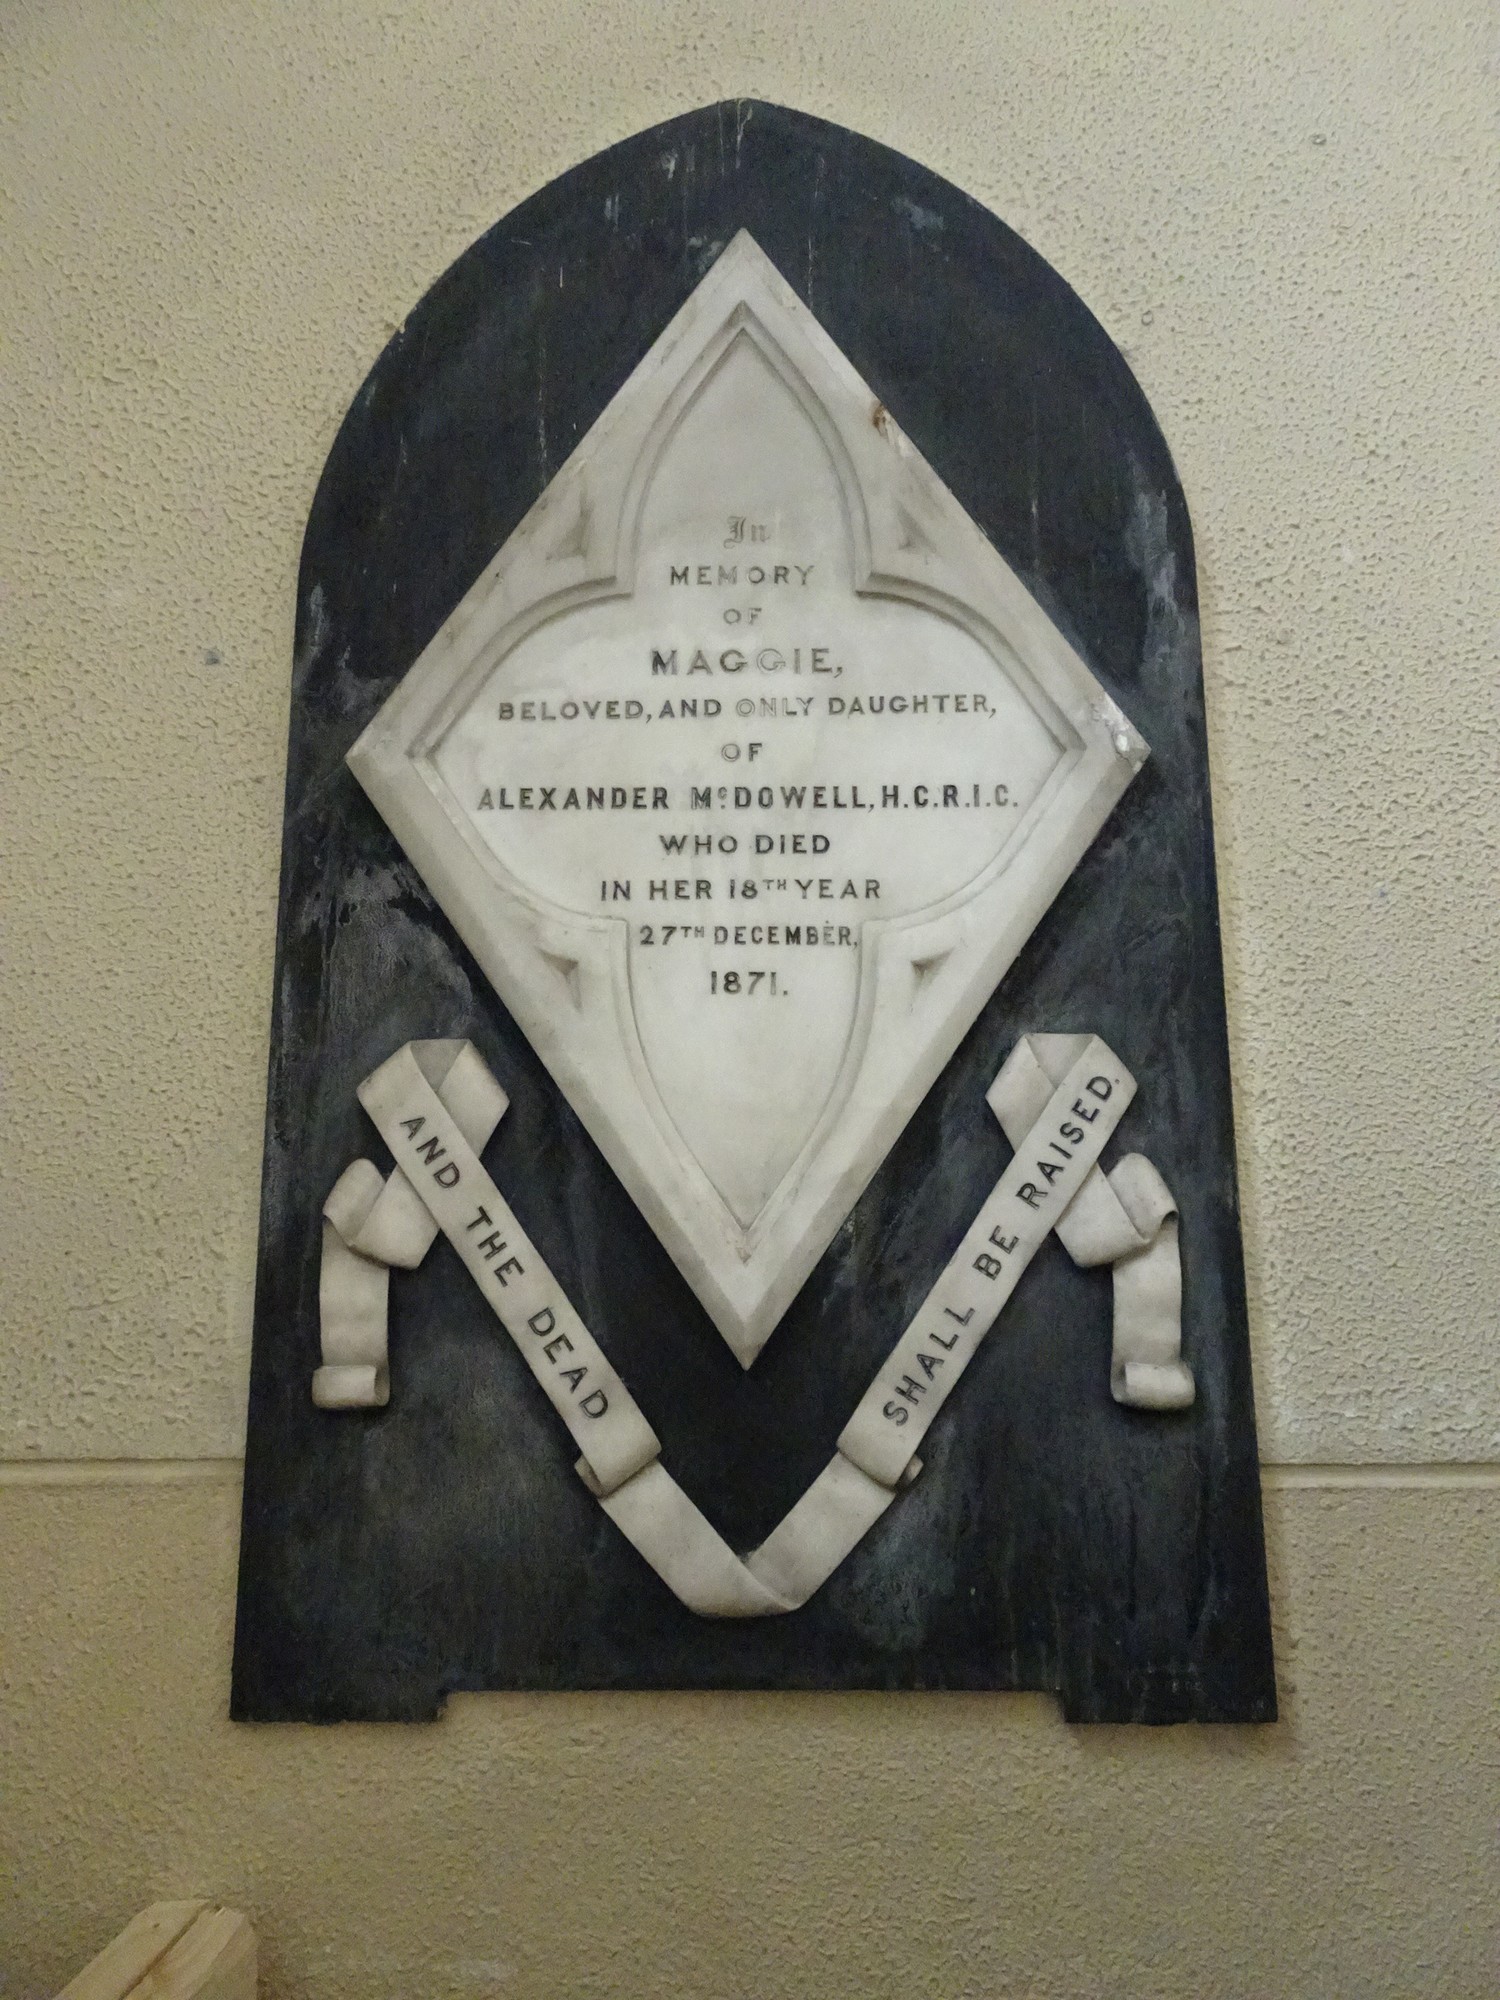 In
MEMORY
OF
MAGGIE,
BELOVED, AND ONLY DAUGHTER,
OF
ALEXANDER McDOWELL, H.C.R.I.C.
WHO DIED
IN HER 18TH YEAR
27TH DECEMBER,
1871.
AND THE DEAD
SHALL BE RAISED.